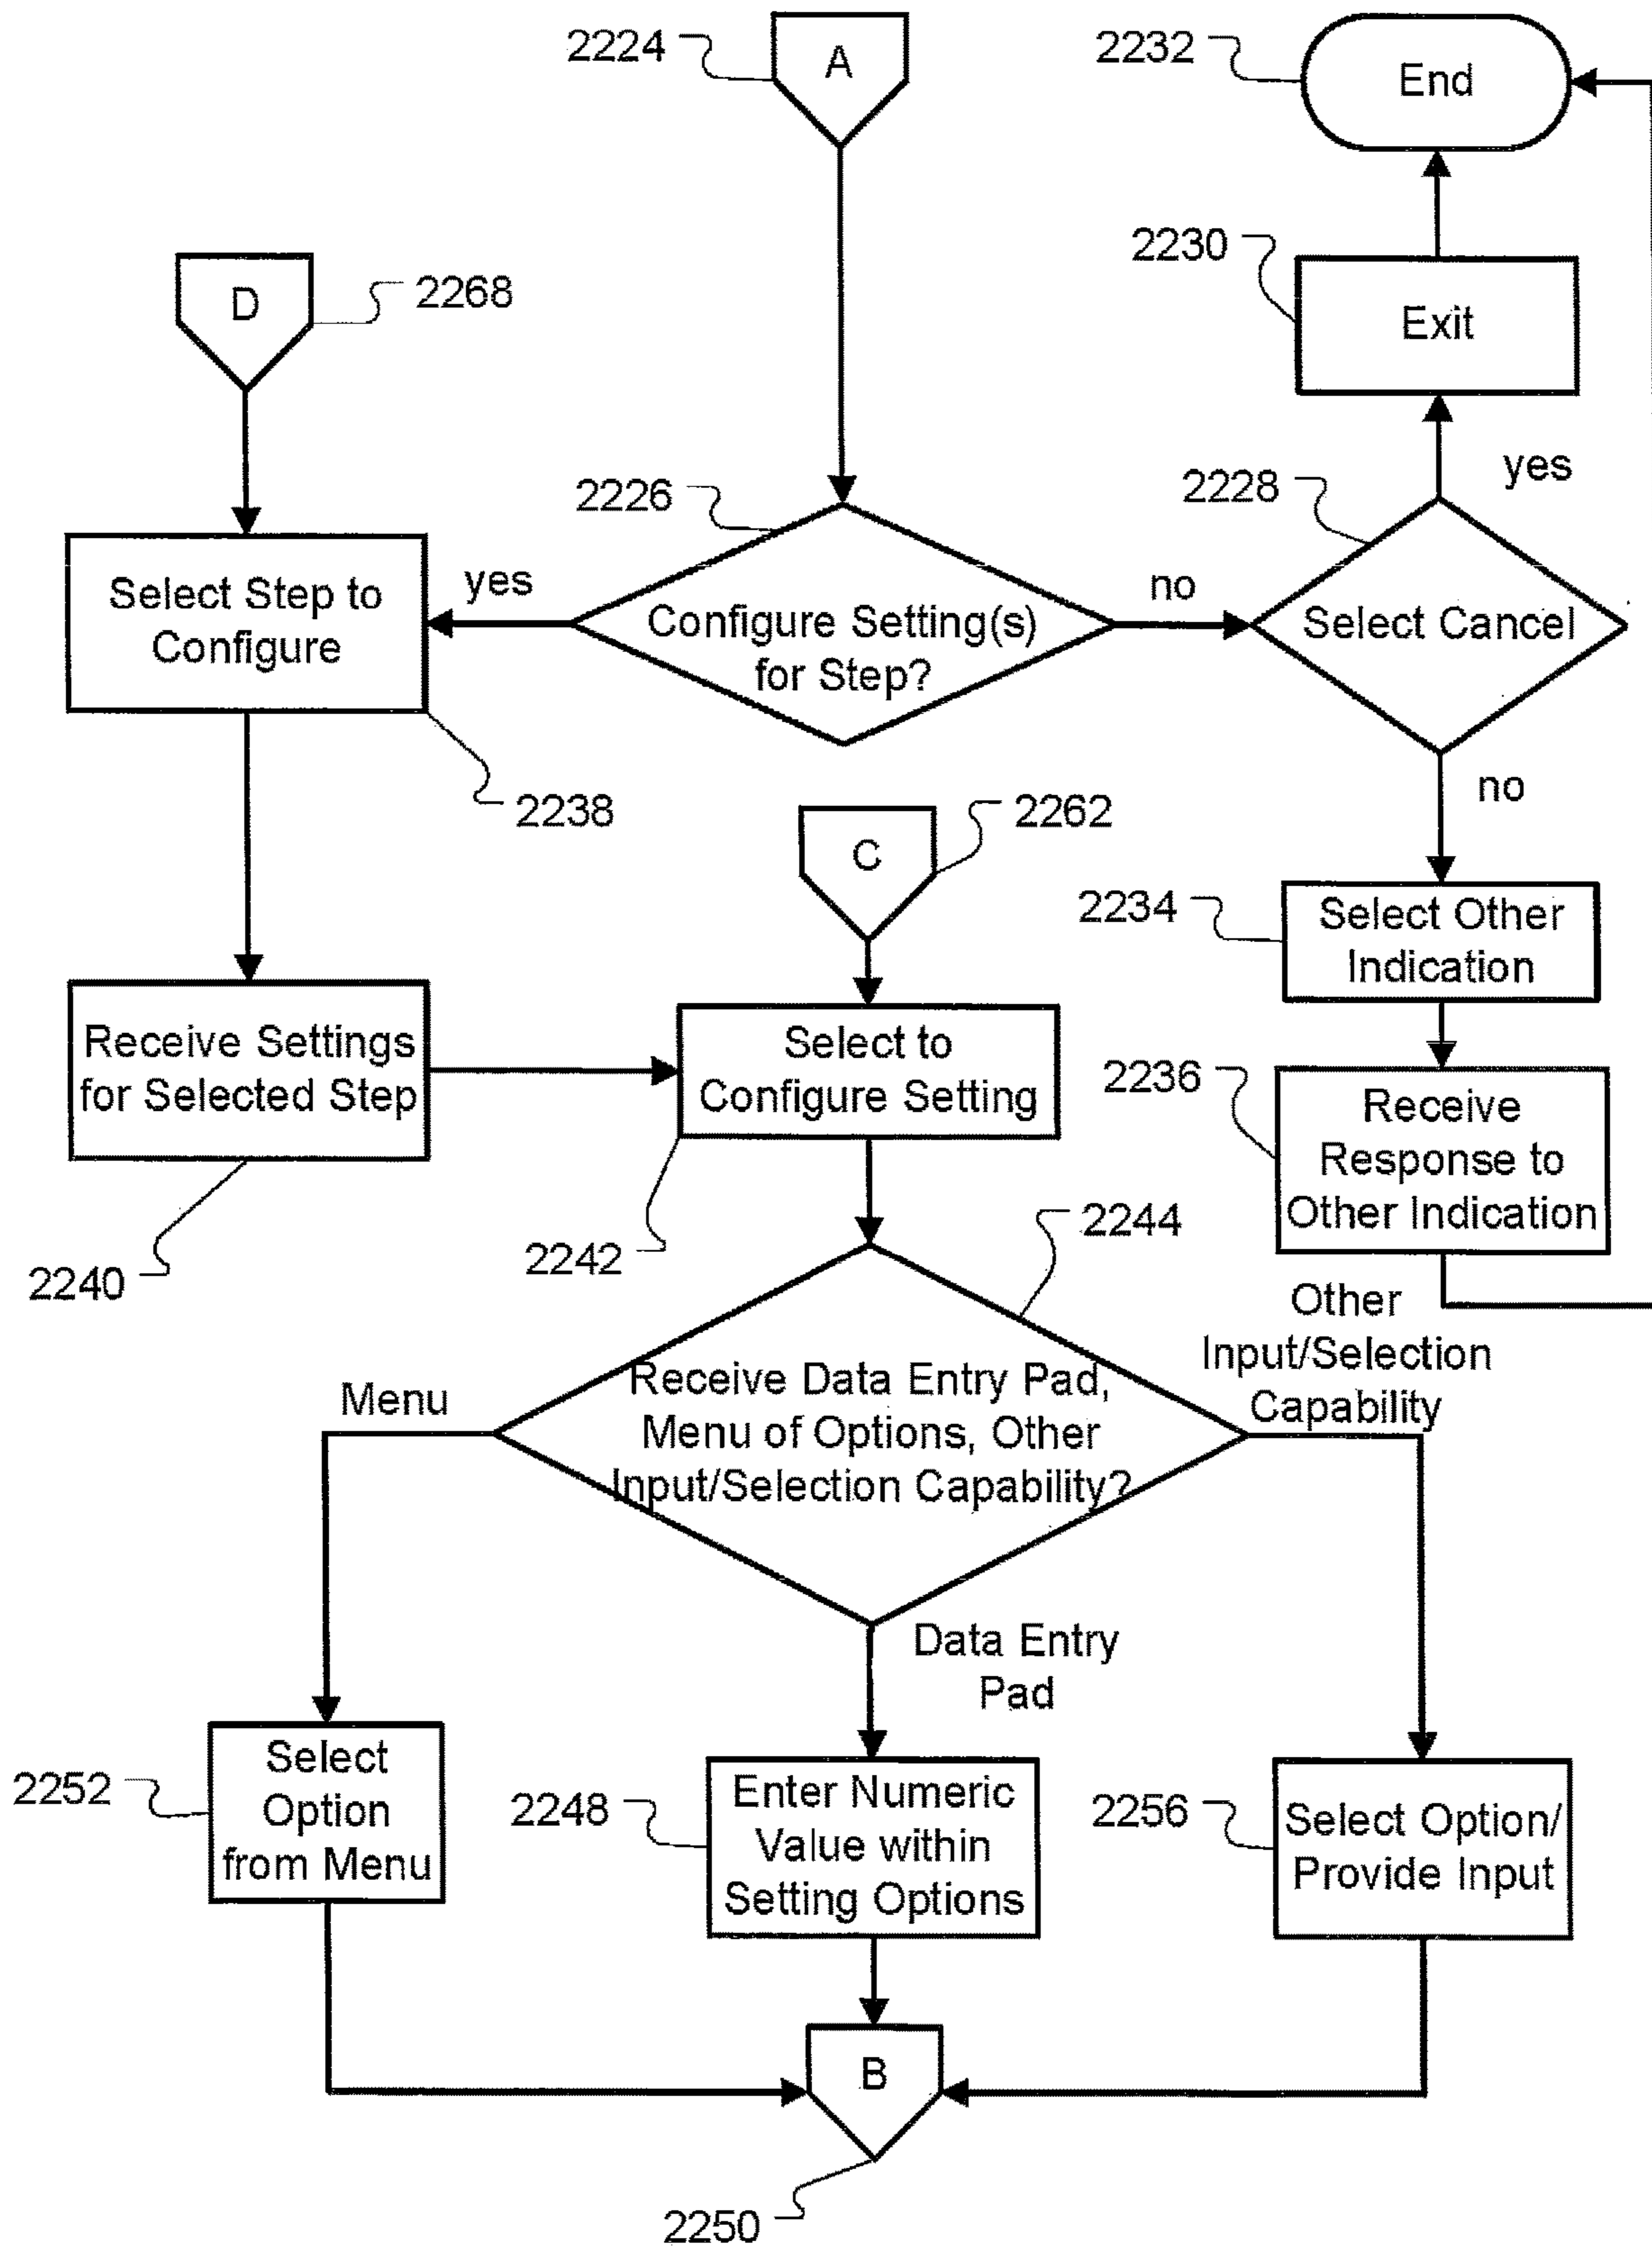 2224
A
2232
End
2230
Exit
D
2268
2226
2228
yes
Select Step to
Configure
yes
Configure Setting(s)
for Step?
no
Select Cancel
2238
no
C
2262
2234
Select Other
Indication
Receive Settings
for Selected Step
Select to
Configure Setting
2236
Receive
Response to
Other Indication
2240
2242
2244
Other
Input/Selection
Capability
Menu
Receive Data Entry Pad,
Menu of Options, Other
Input/Selection Capability?
Data Entry
Pad
2252
Select
Option
from Menu
2248
Enter Numeric
Value within
Setting Options
2256
Select Option/
Provide Input
B
2250